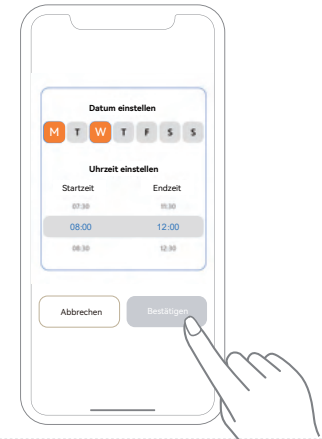 Datum einstellen
M T W T F S S
Uhrzeit einstellen
Startzeit Endzeit
07:30 11:30
08:00 12:00
08:30 12:30
Abbrechen Bestätigen